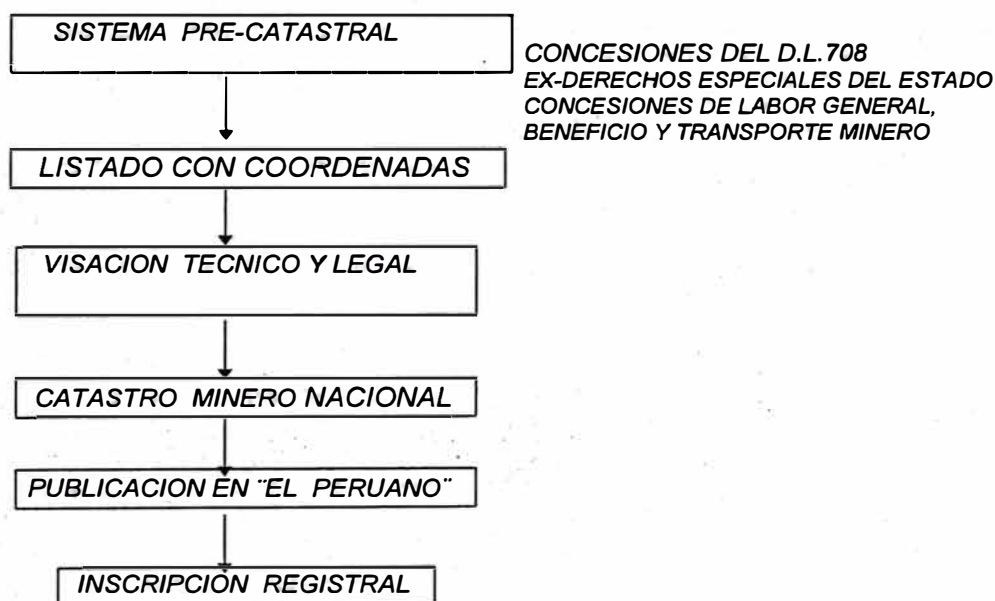 SISTEMA PRE-CATASTRAL
CONCESIONES DEL D.L.708
EX-DERECHOS ESPECIALES DEL ESTADO
CONCESIONES DE LABOR GENERAL,
BENEFICIO Y TRANSPORTE MINERO
LISTADO CON COORDENADAS
VISACION TECNICO Y LEGAL
CATASTRO MINERO NACIONAL
PUBLICACION EN ¨EL PERUANO¨
INSCRIPCION REGISTRAL